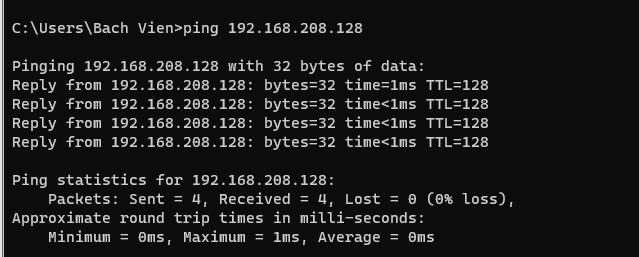 C:\Users\Bach Vien>ping 192.168.208.128
Pinging 192.168.208.128 with 32 bytes of data:
Reply from 192.168.208.128: bytes=32 time=1ms TTL=128
Reply from 192.168.208.128: bytes=32 time<1ms TTL=128
Reply from 192.168.208.128: bytes=32 time<1ms TTL=128
Reply from 192.168.208.128: bytes=32 time<1ms TTL=128
Ping statistics for 192.168.208.128:
    Packets: Sent = 4, Received = 4, Lost = 0 (0% loss),
Approximate round trip times in milli-seconds:
    Minimum = 0ms, Maximum = 1ms, Average = 0ms